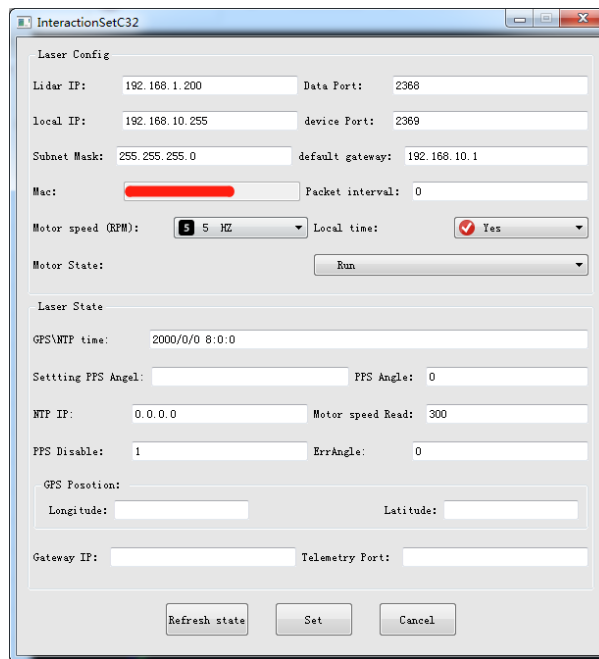 InteractionSetC32
Laser Config
Lidar IP: 192.168.1.200 Data Port: 2368
local IP: 192.168.10.255 device Port: 2369
Subnet Mask: 255.255.255.0 default gateway: 192.168.10.1
Mac: Packet interval: 0
Motor speed (RPM): 5 5 HZ Local time: Yes
Motor State: Run
Laser State
GPS\NTP time: 2000/0/0 8:0:0
Settting PPS Angel: PPS Angle: 0
NTP IP: 0.0.0.0 Motor speed Read: 300
PPS Disable: 1 ErrAngle: 0
GPS Posotion:
Longitude: Latitude:
Gateway IP: Telemetry Port:
Refresh state Set Cancel